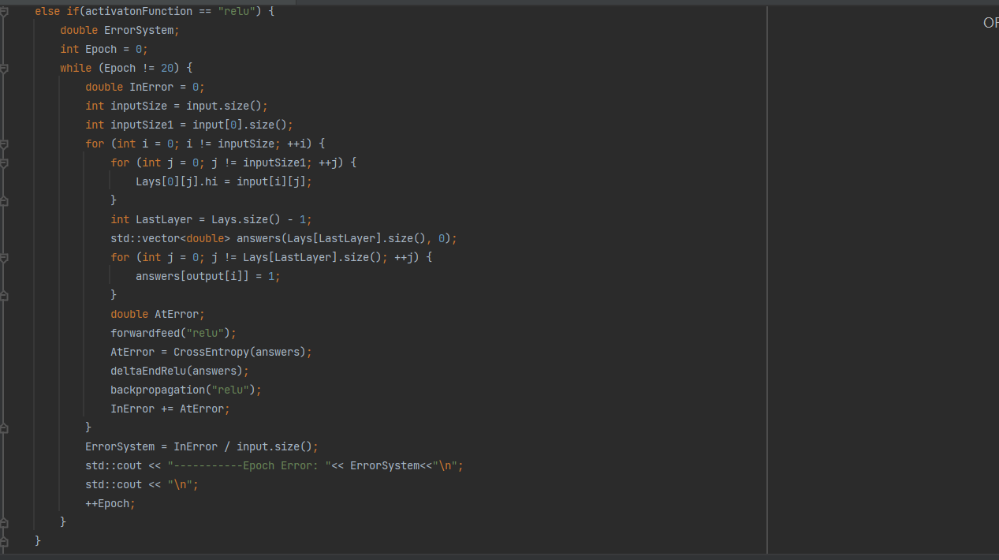 else if(activatonFunction == "relu") {
double ErrorSystem;
int Epoch = 0;
while (Epoch != 20) {
double InError = 0;
int inputSize = input.size();
int inputSize1 = input[0].size();
for (int i = 0; i != inputSize; ++i) {
for (int j = 0; j != inputSize1; ++j) {
Lays[0][j].hi = input[i][j];
}
int LastLayer = Lays.size() - 1;
std::vector<double> answers(Lays[LastLayer].size(), 0);
for (int j = 0; j != Lays[LastLayer].size(); ++j) {
answers[output[i]] = 1;
}
double AtError;
forwardfeed("relu");
AtError = CrossEntropy(answers);
deltaEndRelu(answers);
backpropagation("relu");
InError += AtError;
}
ErrorSystem = InError / input.size();
std::cout << "-----------Epoch Error: "<< ErrorSystem<<"\n";
std::cout << "\n";
++Epoch;
}
}